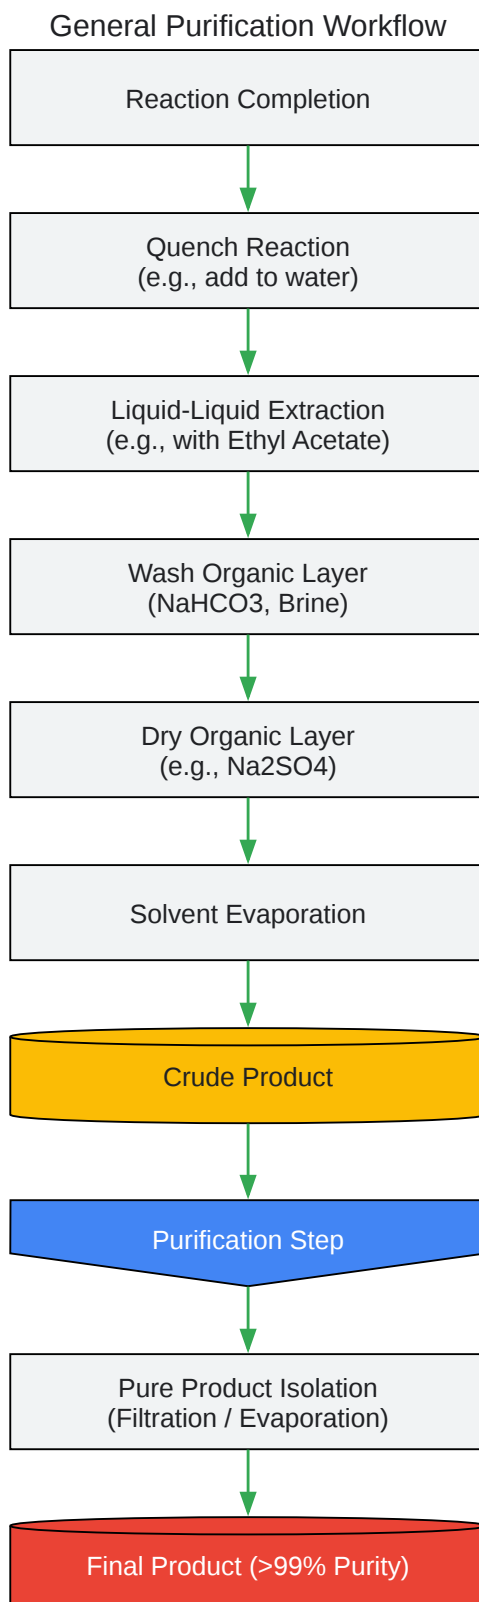 General Purification Workflow
Reaction Completion
Quench Reaction
(e.g., add to water)
Liquid-Liquid Extraction
(e.g., with Ethyl Acetate)
Wash Organic Layer
(NaHCO3, Brine)
Dry Organic Layer
(e.g., Na2SO4)
Solvent Evaporation
Crude Product
Purification Step
Pure Product Isolation
(Filtration / Evaporation)
Final Product (>99% Purity)